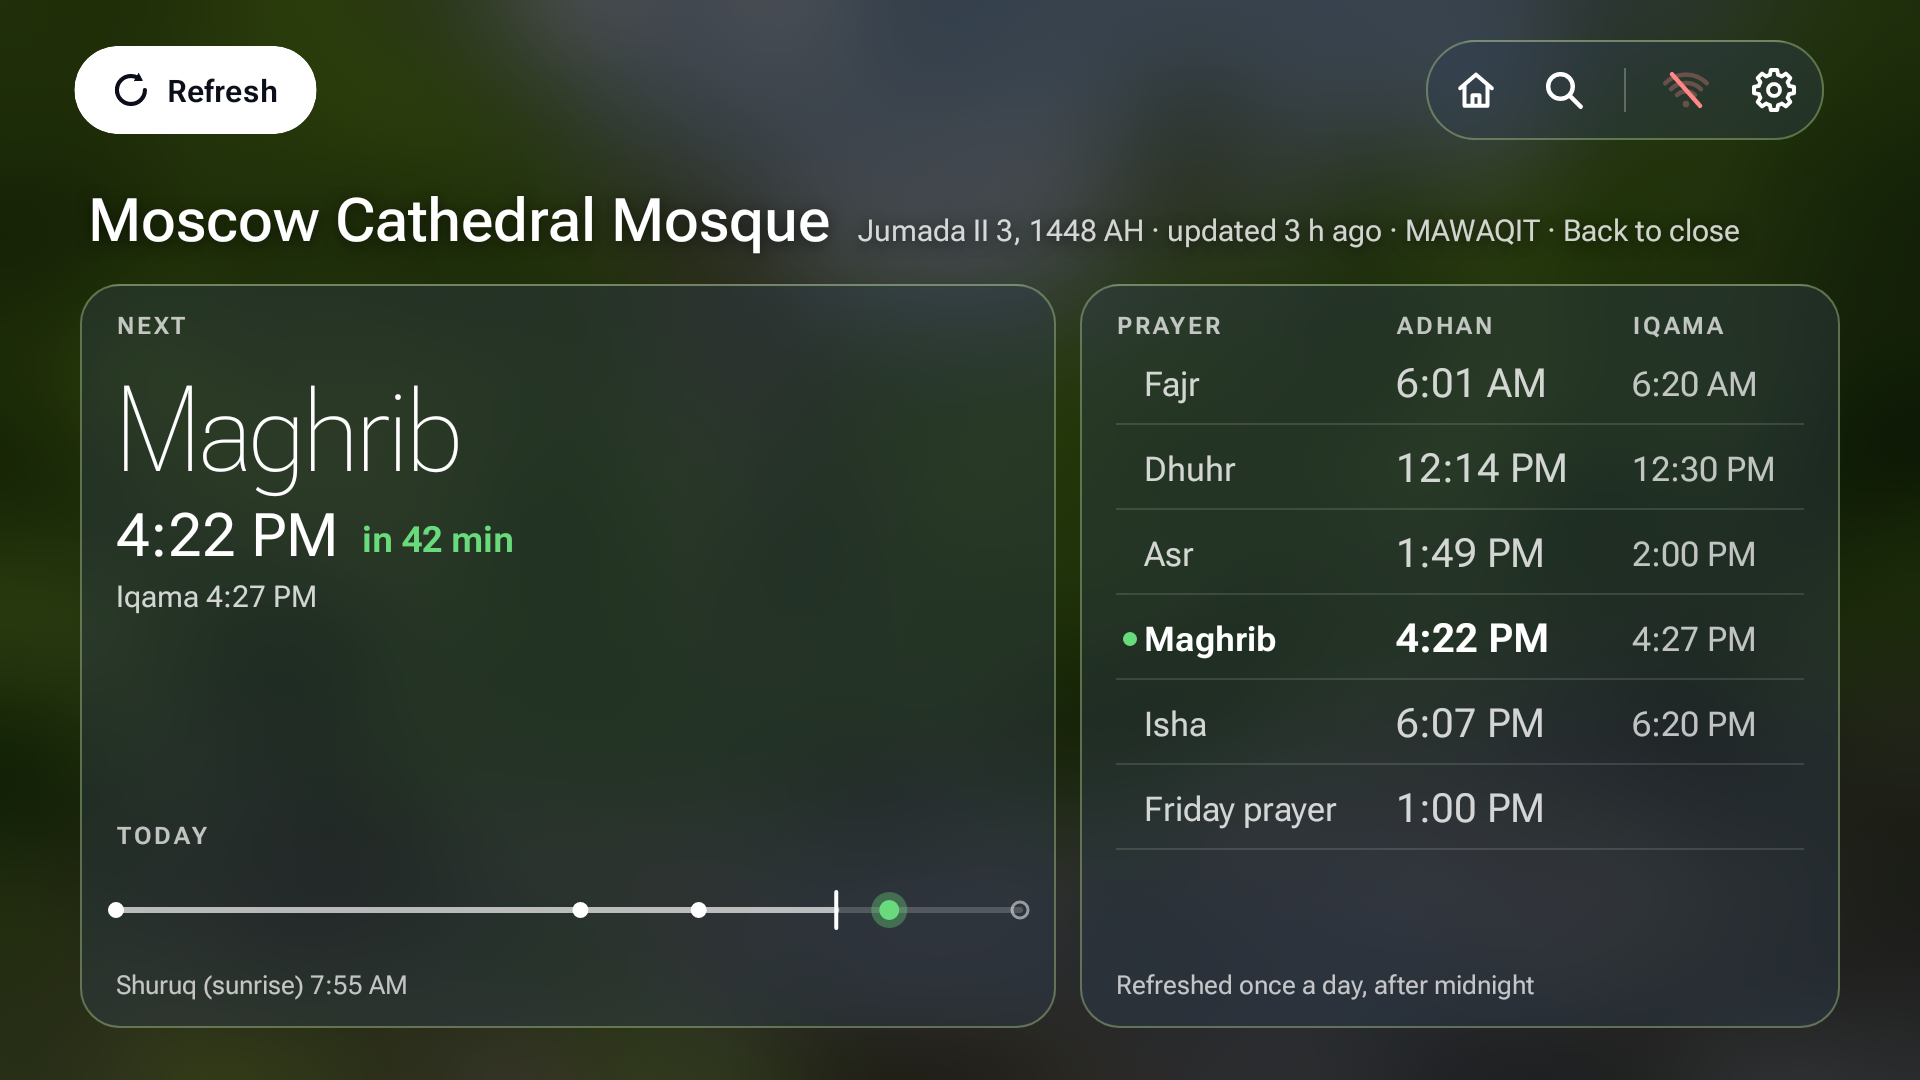 Refresh
Moscow Cathedral Mosque Jumada II 3, 1448 AH · updated 3 h ago · MAWAQIT · Back to close
NEXT
Maghrib
4:22 PM in 42 min
Iqama 4:27 PM
TODAY
Shuruq (sunrise) 7:55 AM
PRAYER ADHAN IQAMA
Fajr 6:01 AM 6:20 AM
Dhuhr 12:14 PM 12:30 PM
Asr 1:49 PM 2:00 PM
Maghrib 4:22 PM 4:27 PM
Isha 6:07 PM 6:20 PM
Friday prayer 1:00 PM
Refreshed once a day, after midnight